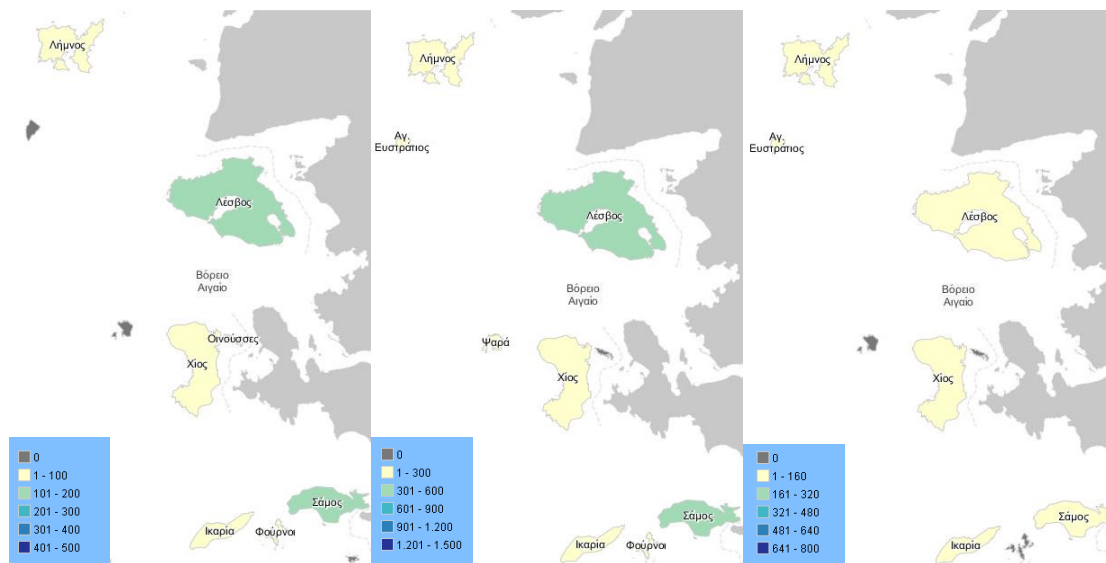 Λήμνος
Λέσβος
Βόρειο
Αιγαίο
Οινούσσες
Χίος
Σάμος
Ικαρία
Φούρνοι
0
1 - 100
101 - 200
201 - 300
301 - 400
401 - 500
Λήμνος
Αγ.
Ευστράτιος
Λέσβος
Βόρειο
Αιγαίο
Ψαρά
Χίος
Σάμος
Ικαρία
Φούρνοι
0
1 - 300
301 - 600
601 - 900
901 - 1.200
1.201 - 1.500
Λήμνος
Αγ.
Ευστράτιος
Λέσβος
Βόρειο
Αιγαίο
Χίος
Σάμος
Ικαρία
0
1 - 160
161 - 320
321 - 480
481 - 640
641 - 800